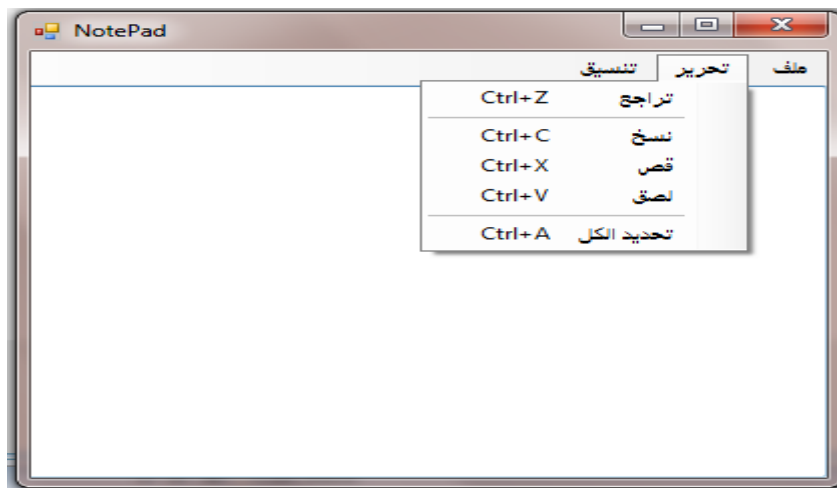 NotePad
ملف تحرير تنسيق
تراجع Ctrl+Z
نسخ Ctrl+C
قص Ctrl+X
لصق Ctrl+V
تحديد الكل Ctrl+A